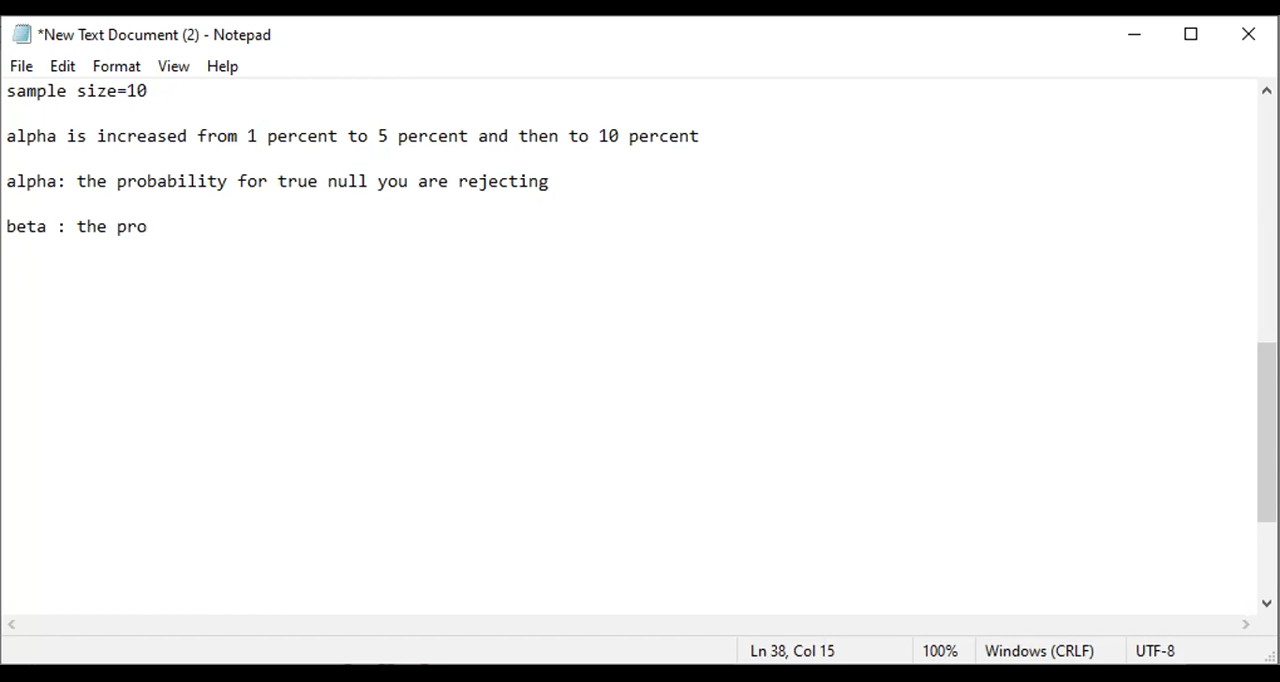 *New Text Document (2) - Notepad
File Edit Format View Help
sample size=10
alpha is increased from 1 percent to 5 percent and then to 10 percent
alpha: the probability for true null you are rejecting
beta : the pro
Ln 38, Col 15 100% Windows (CRLF) UTF-8